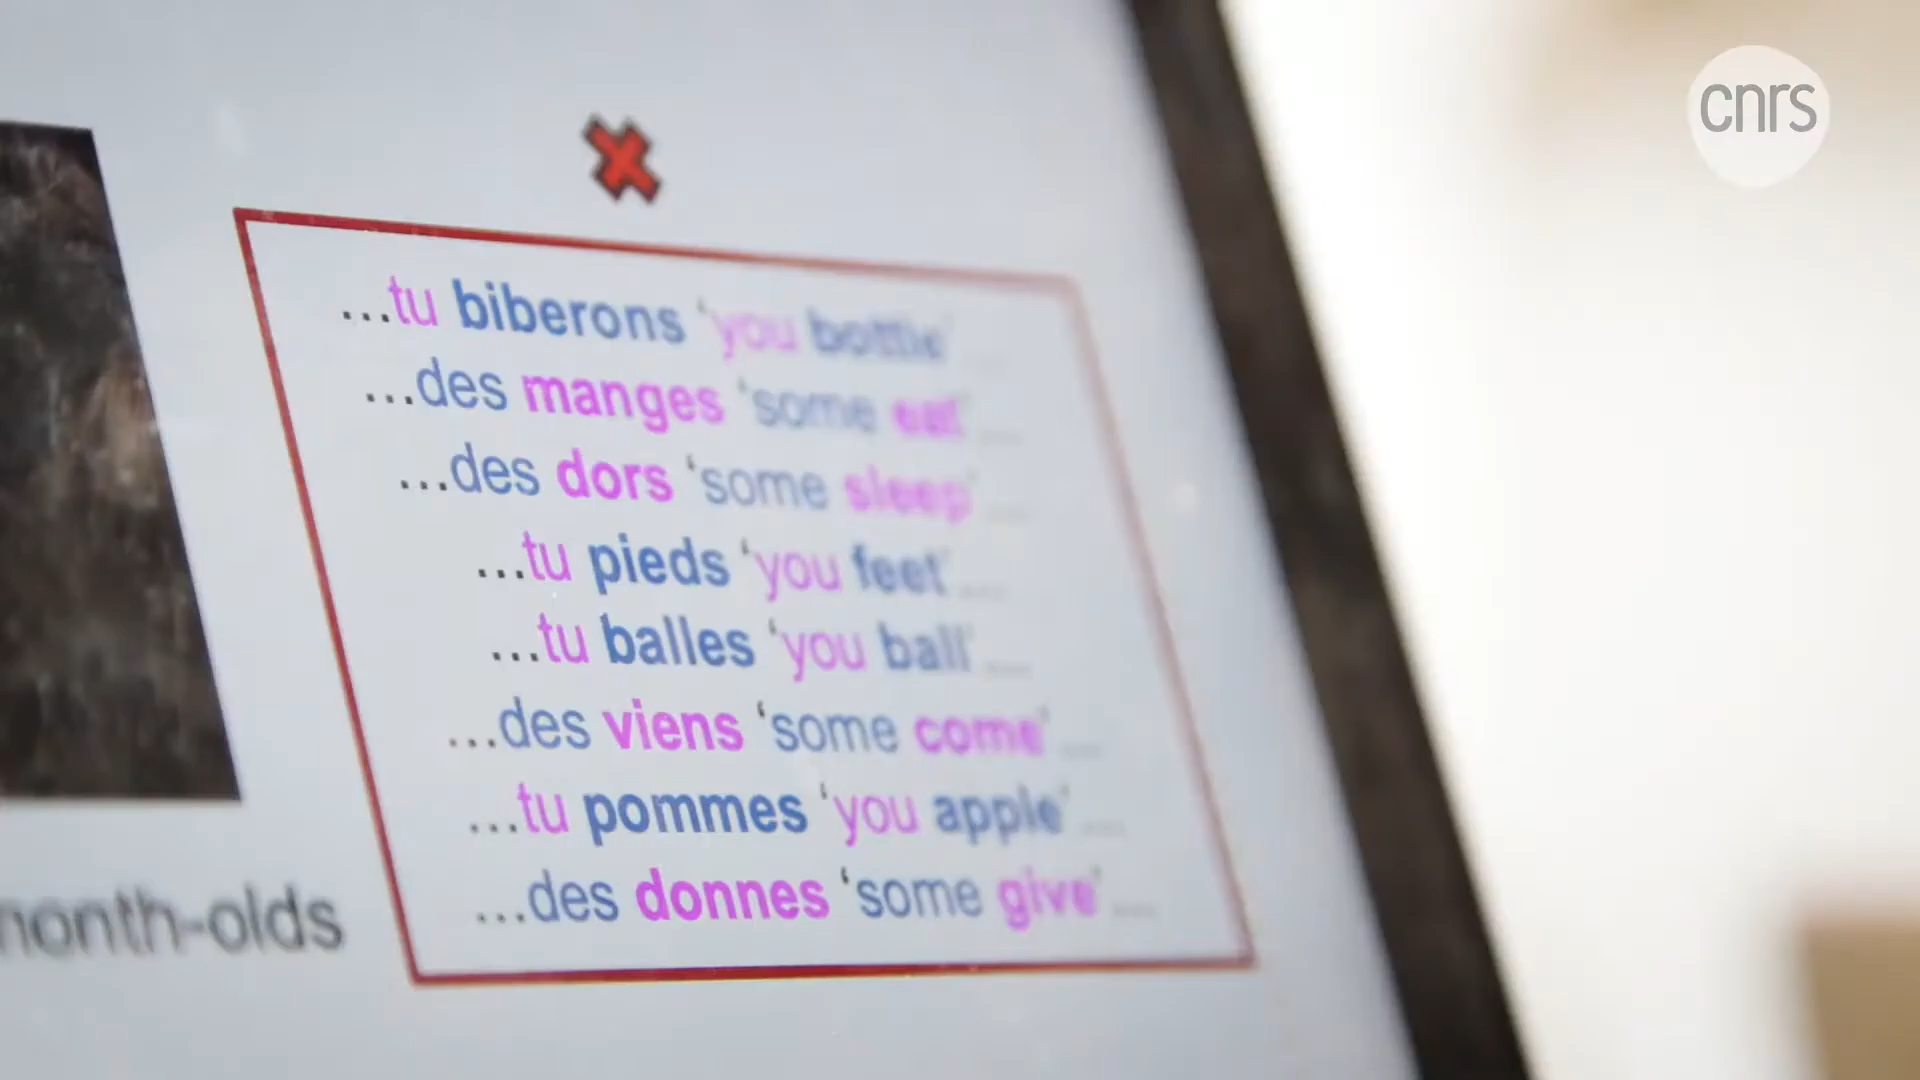 cnrs
...tu biberons ‘you bottle’ ...
...des manges ‘some eat’ ...
...des dors ‘some sleep’ ...
...tu pieds ‘you feet’ ...
...tu balles ‘you ball’ ...
...des viens ‘some come’ ...
...tu pommes ‘you apple’ ...
...des donnes ‘some give’ ...
month-olds